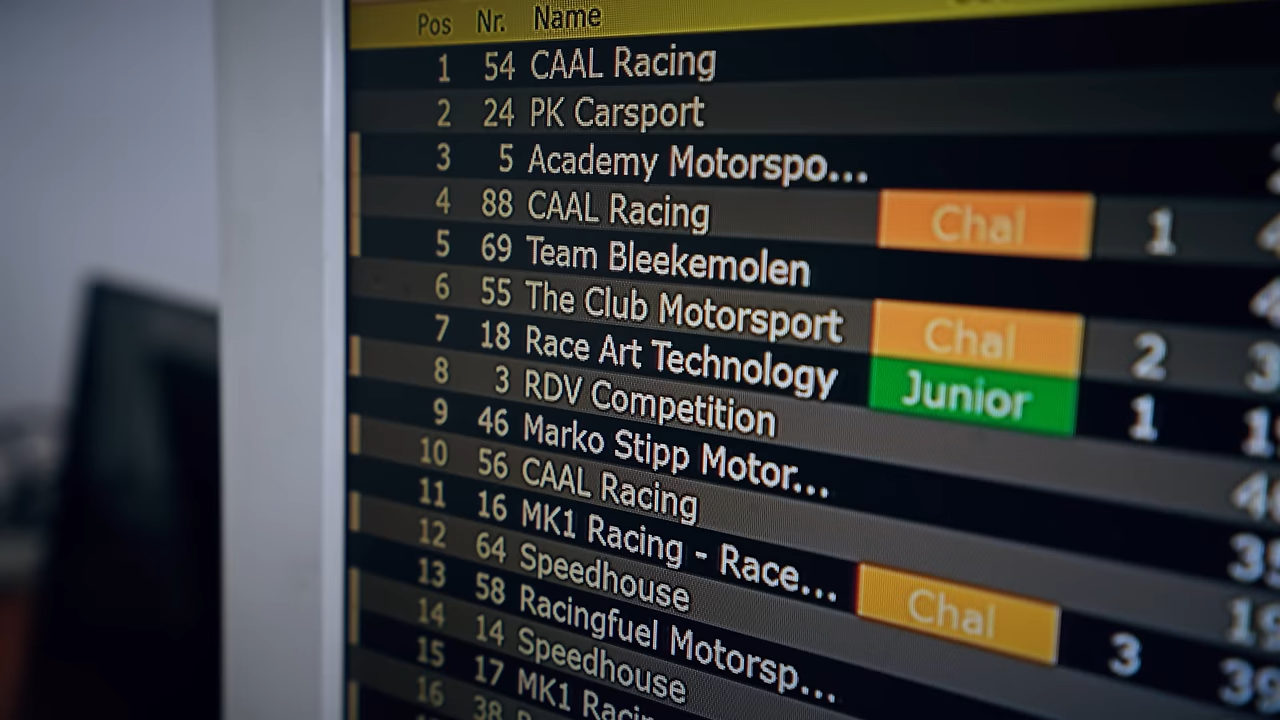 Pos Nr. Name
1 54 CAAL Racing
2 24 PK Carsport
3 5 Academy Motorspo...
4 88 CAAL Racing Chal 1
5 69 Team Bleekemolen
6 55 The Club Motorsport Chal 2
7 18 Race Art Technology Junior 1
8 3 RDV Competition
9 46 Marko Stipp Motor...
10 56 CAAL Racing
11 16 MK1 Racing - Race... Chal 3
12 64 Speedhouse
13 58 Racingfuel Motorsp...
14 14 Speedhouse
15 17 MK1 Racin
16 38